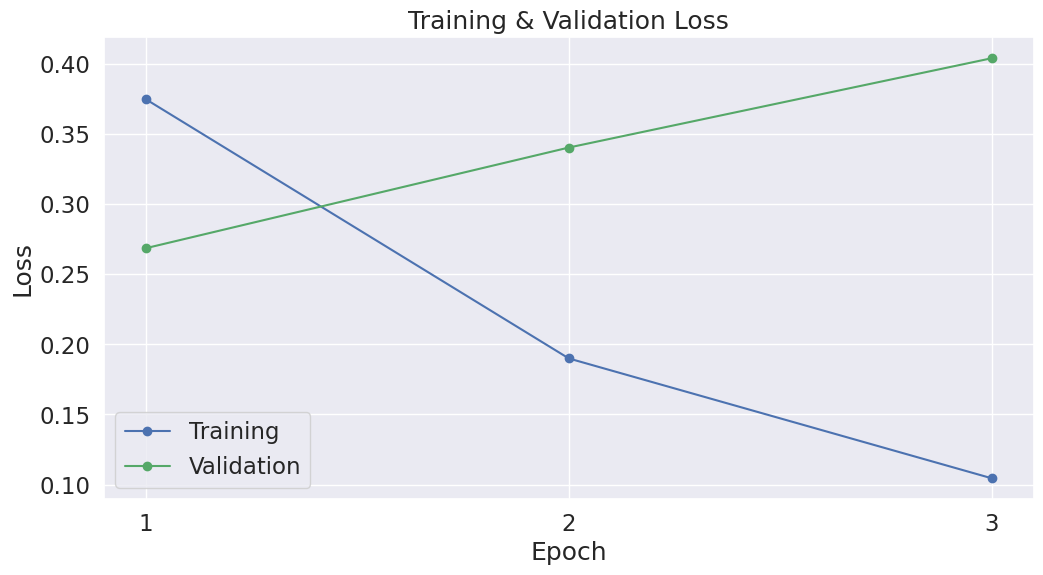 Training & Validation Loss
0.40
0.35
0.30
0.25
0.20
0.15
0.10
Loss
Training
Validation
1
2
3
Epoch